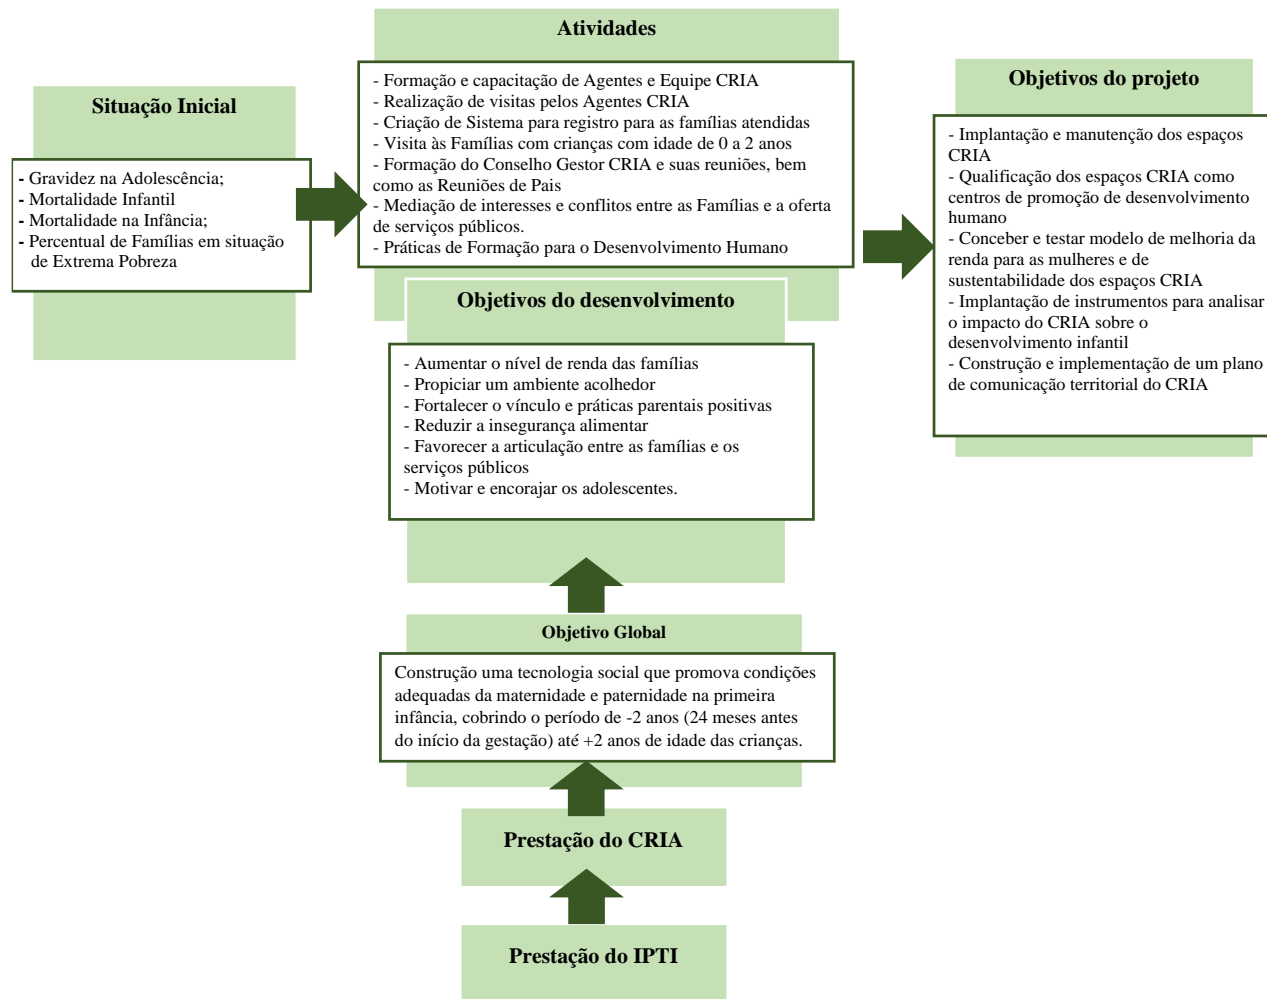 Situação Inicial
- Gravidez na Adolescência;
- Mortalidade Infantil
- Mortalidade na Infância;
- Percentual de Famílias em situação
de Extrema Pobreza
Atividades
- Formação e capacitação de Agentes e Equipe CRIA
- Realização de visitas pelos Agentes CRIA
- Criação de Sistema para registro para as famílias atendidas
- Visita às Famílias com crianças com idade de 0 a 2 anos
- Formação do Conselho Gestor CRIA e suas reuniões, bem
como as Reuniões de Pais
- Mediação de interesses e conflitos entre as Famílias e a oferta
de serviços públicos.
- Práticas de Formação para o Desenvolvimento Humano
Objetivos do projeto
- Implantação e manutenção dos espaços
CRIA
- Qualificação dos espaços CRIA como
centros de promoção de desenvolvimento
humano
- Conceber e testar modelo de melhoria da
renda para as mulheres e de
sustentabilidade dos espaços CRIA
- Implantação de instrumentos para analisar
o impacto do CRIA sobre o
desenvolvimento infantil
- Construção e implementação de um plano
de comunicação territorial do CRIA
Objetivos do desenvolvimento
- Aumentar o nível de renda das famílias
- Propiciar um ambiente acolhedor
- Fortalecer o vínculo e práticas parentais positivas
- Reduzir a insegurança alimentar
- Favorecer a articulação entre as famílias e os
serviços públicos
- Motivar e encorajar os adolescentes.
Objetivo Global
Construção uma tecnologia social que promova condições
adequadas da maternidade e paternidade na primeira
infância, cobrindo o período de -2 anos (24 meses antes
do início da gestação) até +2 anos de idade das crianças.
Prestação do CRIA
Prestação do IPTI